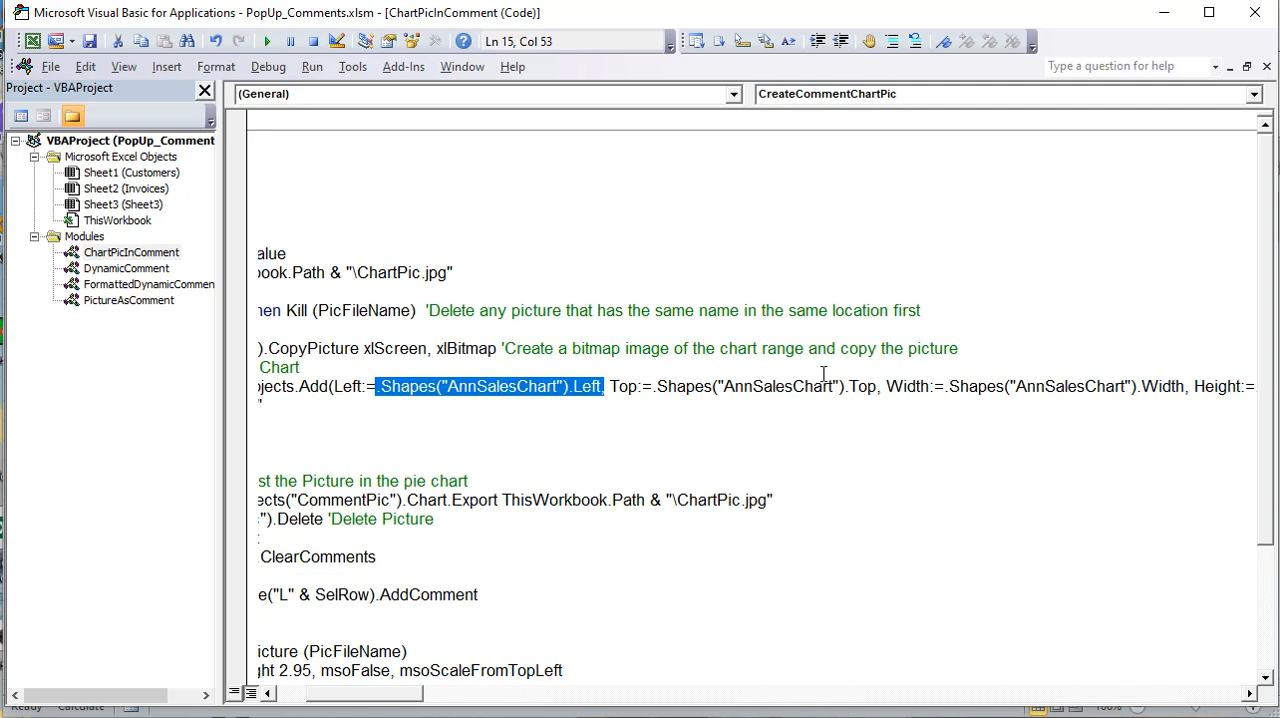 Microsoft Visual Basic for Applications - PopUp_Comments.xlsm - [ChartPicInComment (Code)]
Ln 15, Col 53
File Edit View Insert Format Debug Run Tools Add-Ins Window Help
Type a question for help
Project - VBAProject
(General)
CreateCommentChartPic
VBAProject (PopUp_Comment
Microsoft Excel Objects
Sheet1 (Customers)
Sheet2 (Invoices)
Sheet3 (Sheet3)
ThisWorkbook
Modules
ChartPicInComment
DynamicComment
FormattedDynamicCommen
PictureAsComment
alue
ook.Path & "\ChartPic.jpg"
en Kill (PicFileName) 'Delete any picture that has the same name in the same location first
).CopyPicture xlScreen, xlBitmap 'Create a bitmap image of the chart range and copy the picture
Chart
bjects.Add(Left:=.Shapes("AnnSalesChart").Left, Top:=.Shapes("AnnSalesChart").Top, Width:=.Shapes("AnnSalesChart").Width, Height:=
"
st the Picture in the pie chart
ects("CommentPic").Chart.Export ThisWorkbook.Path & "\ChartPic.jpg"
").Delete 'Delete Picture
:
ClearComments
e("L" & SelRow).AddComment
icture (PicFileName)
ght 2.95, msoFalse, msoScaleFromTopLeft
Ready Calculate
100%